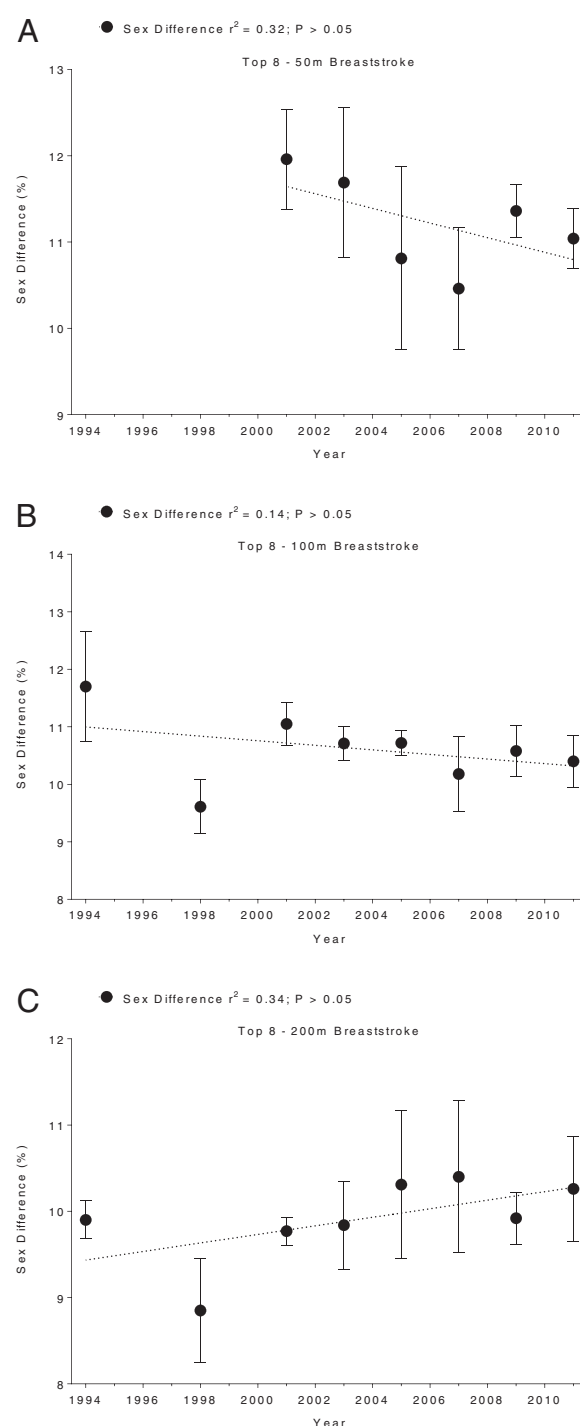 A
Sex Difference r² = 0.32; P > 0.05
Top 8 - 50m Breaststroke
13
12
11
10
9
Sex Difference (%)
1994 1996 1998 2000 2002 2004 2006 2008 2010
Year
B
Sex Difference r² = 0.14; P > 0.05
Top 8 - 100m Breaststroke
14
13
12
11
10
9
8
Sex Difference (%)
1994 1996 1998 2000 2002 2004 2006 2008 2010
Year
C
Sex Difference r² = 0.34; P > 0.05
Top 8 - 200m Breaststroke
12
11
10
9
8
Sex Difference (%)
1994 1996 1998 2000 2002 2004 2006 2008 2010
Year